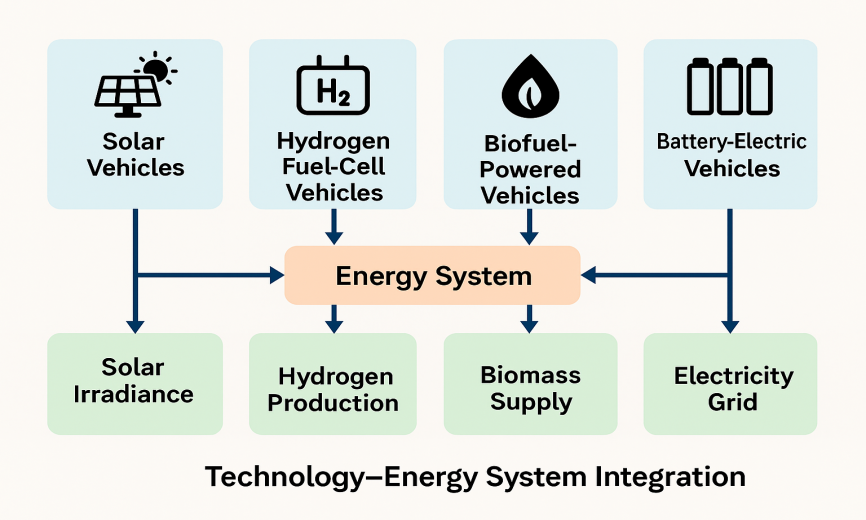 H2
Solar
Vehicles
Hydrogen
Fuel-Cell
Vehicles
Biofuel-
Powered
Vehicles
Battery-Electric
Vehicles
Energy System
Solar
Irradiance
Hydrogen
Production
Biomass
Supply
Electricity
Grid
Technology–Energy System Integration